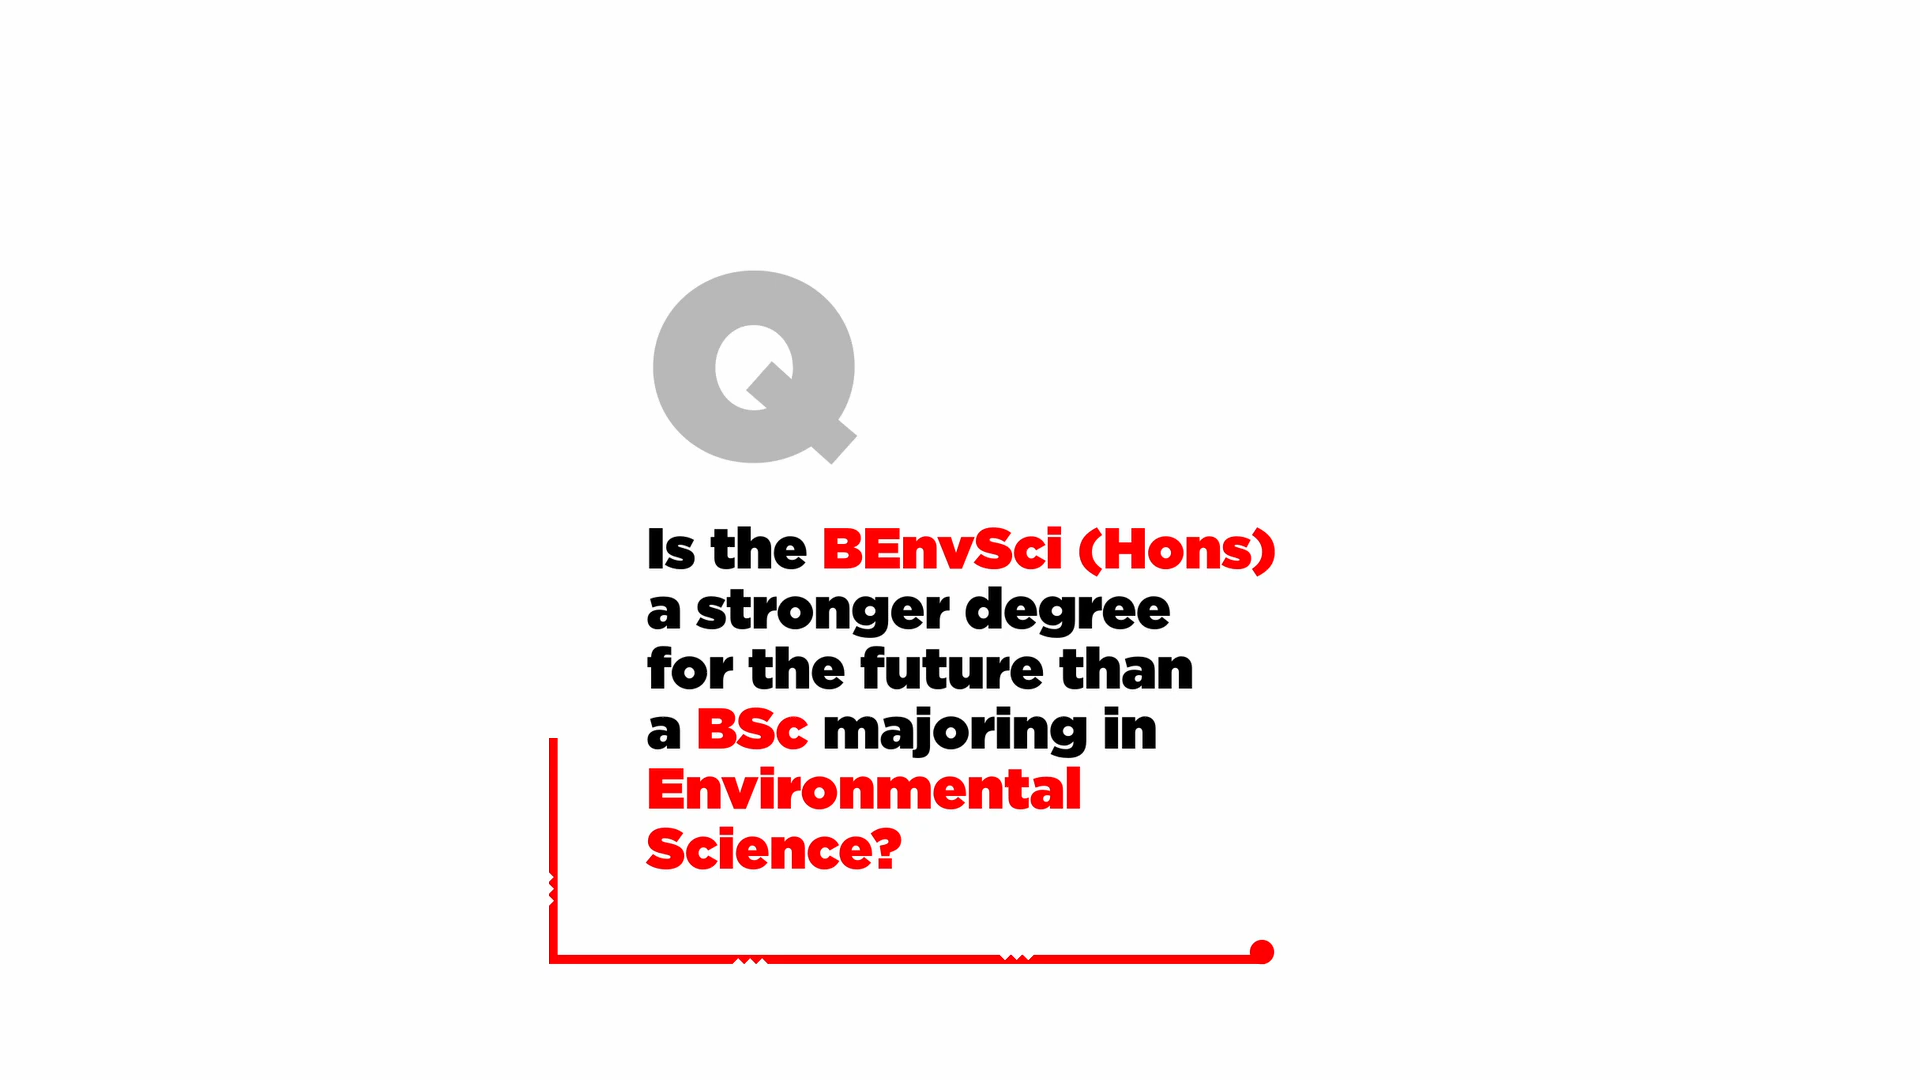 Q
Is the BEnvSci (Hons)
a stronger degree
for the future than
a BSc majoring in
Environmental
Science?